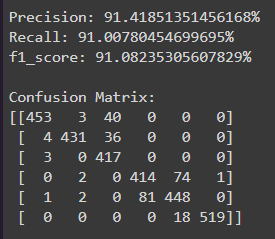 Precision: 91.41851351456168%
Recall: 91.00780454699695%
f1_score: 91.08235305607829%

Confusion Matrix:
[[453   3  40   0   0   0]
 [  4 431  36   0   0   0]
 [  3   0 417   0   0   0]
 [  0   2   0 414  74   1]
 [  1   2   0  81 448   0]
 [  0   0   0   0  18 519]]